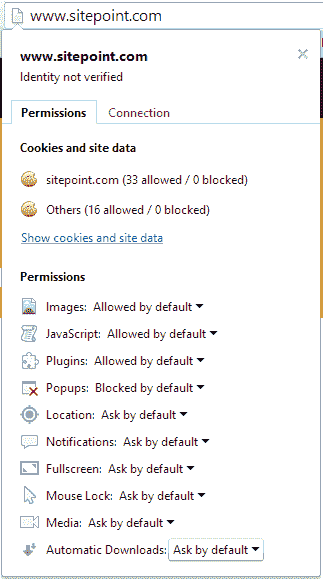 www.sitepoint.com
www.sitepoint.com
Identity not verified
Permissions Connection
Cookies and site data
sitepoint.com (33 allowed / 0 blocked)
Others (16 allowed / 0 blocked)
Show cookies and site data
Permissions
Images: Allowed by default
JavaScript: Allowed by default
Plugins: Allowed by default
Popups: Blocked by default
Location: Ask by default
Notifications: Ask by default
Fullscreen: Ask by default
Mouse Lock: Ask by default
Media: Ask by default
Automatic Downloads: Ask by default